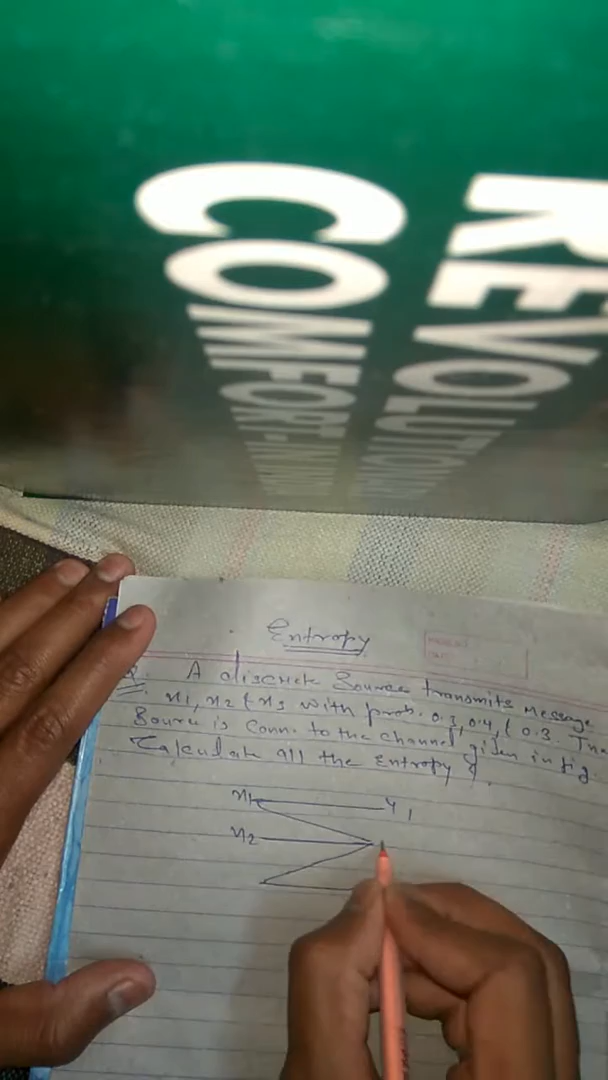 REVOLUTION
COMFORT
Entropy
Q. A discrete Source transmits Message
x1, x2 & x3 with prob. 0.3, 0.4, & 0.3. The
Source is Conn. to the channel given in fig.
Calculate all the Entropy
x1 y1
x2